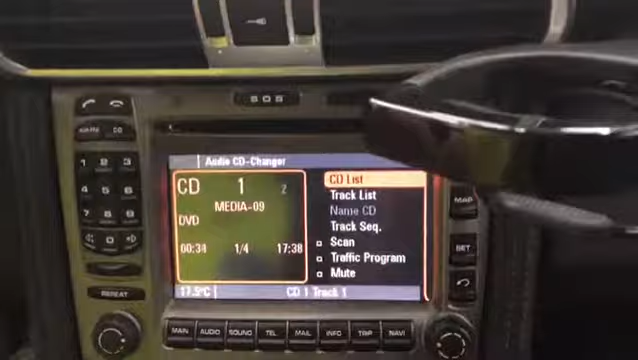 SOS
CD
1 2 3
4 5 6
7 8 9
0
REPEAT
Audio CD-Changer
CD 1 2
MEDIA-09
DVD
00:34 1/4 17:38
CD List
Track List
Name CD
Track Seq.
Scan
Traffic Program
Mute
17.5°C CD 1 Track 1
MAP
SET
MAIN AUDIO SOUND TEL MAIL INFO TRIP NAVI